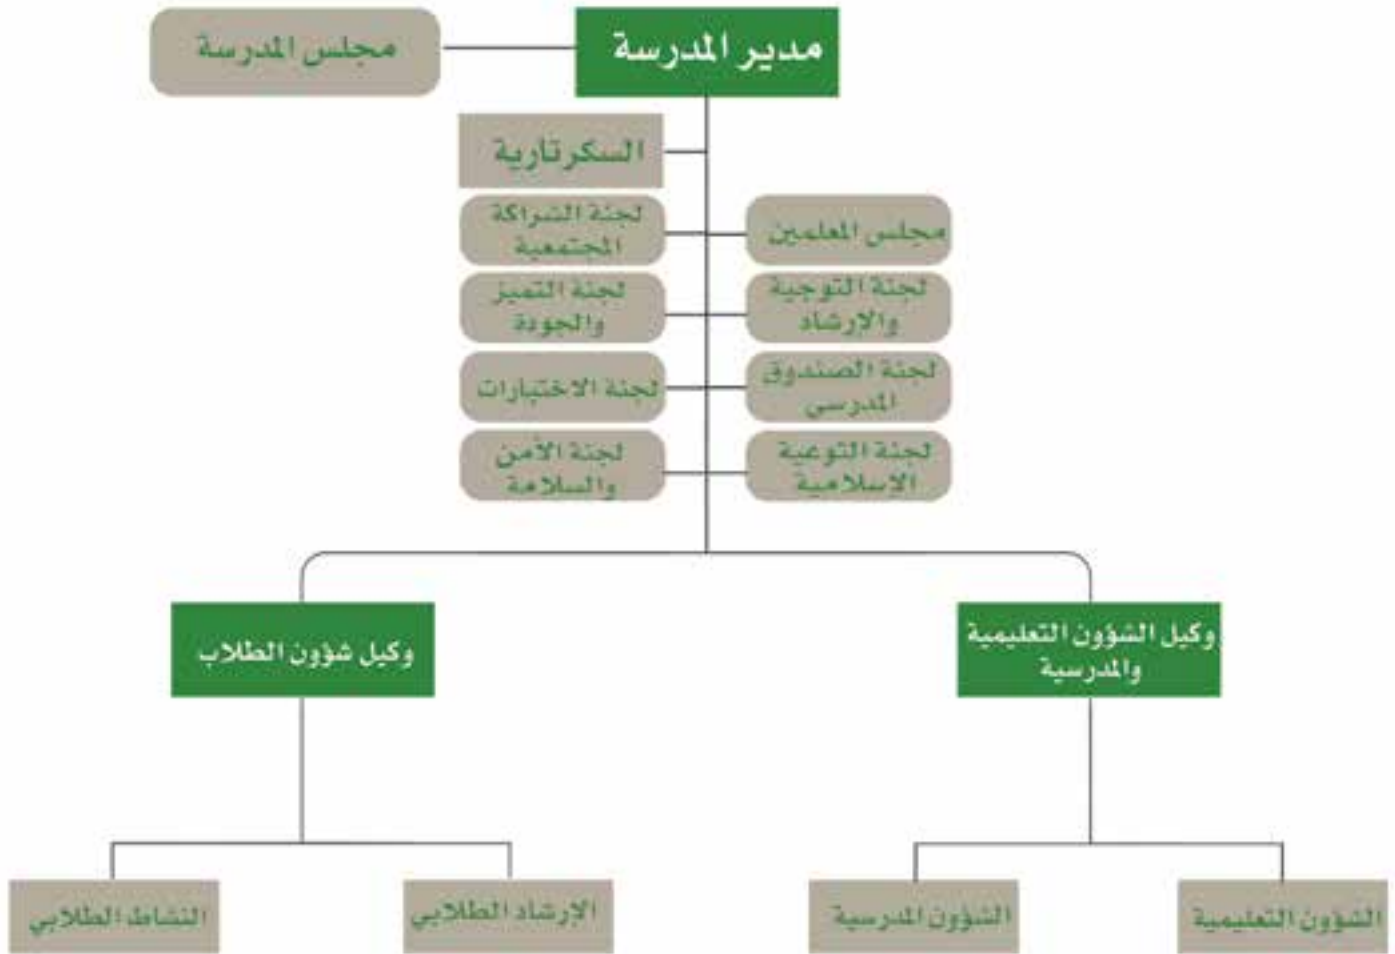 مدير المدرسة
مجلس المدرسة
السكرتارية
مجلس المعلمين
لجنة الشراكة
المجتمعية
لجنة التوجية
والإرشاد
لجنة التميز
والجودة
لجنة الصندوق
المدرسي
لجنة الاختبارات
لجنة التوعية
الإسلامية
لجنة الأمن
والسلامة
وكيل الشؤون التعليمية
والمدرسية
وكيل شؤون الطلاب
الشؤون التعليمية
الشؤون المدرسية
الإرشاد الطلابي
النشاط الطلابي